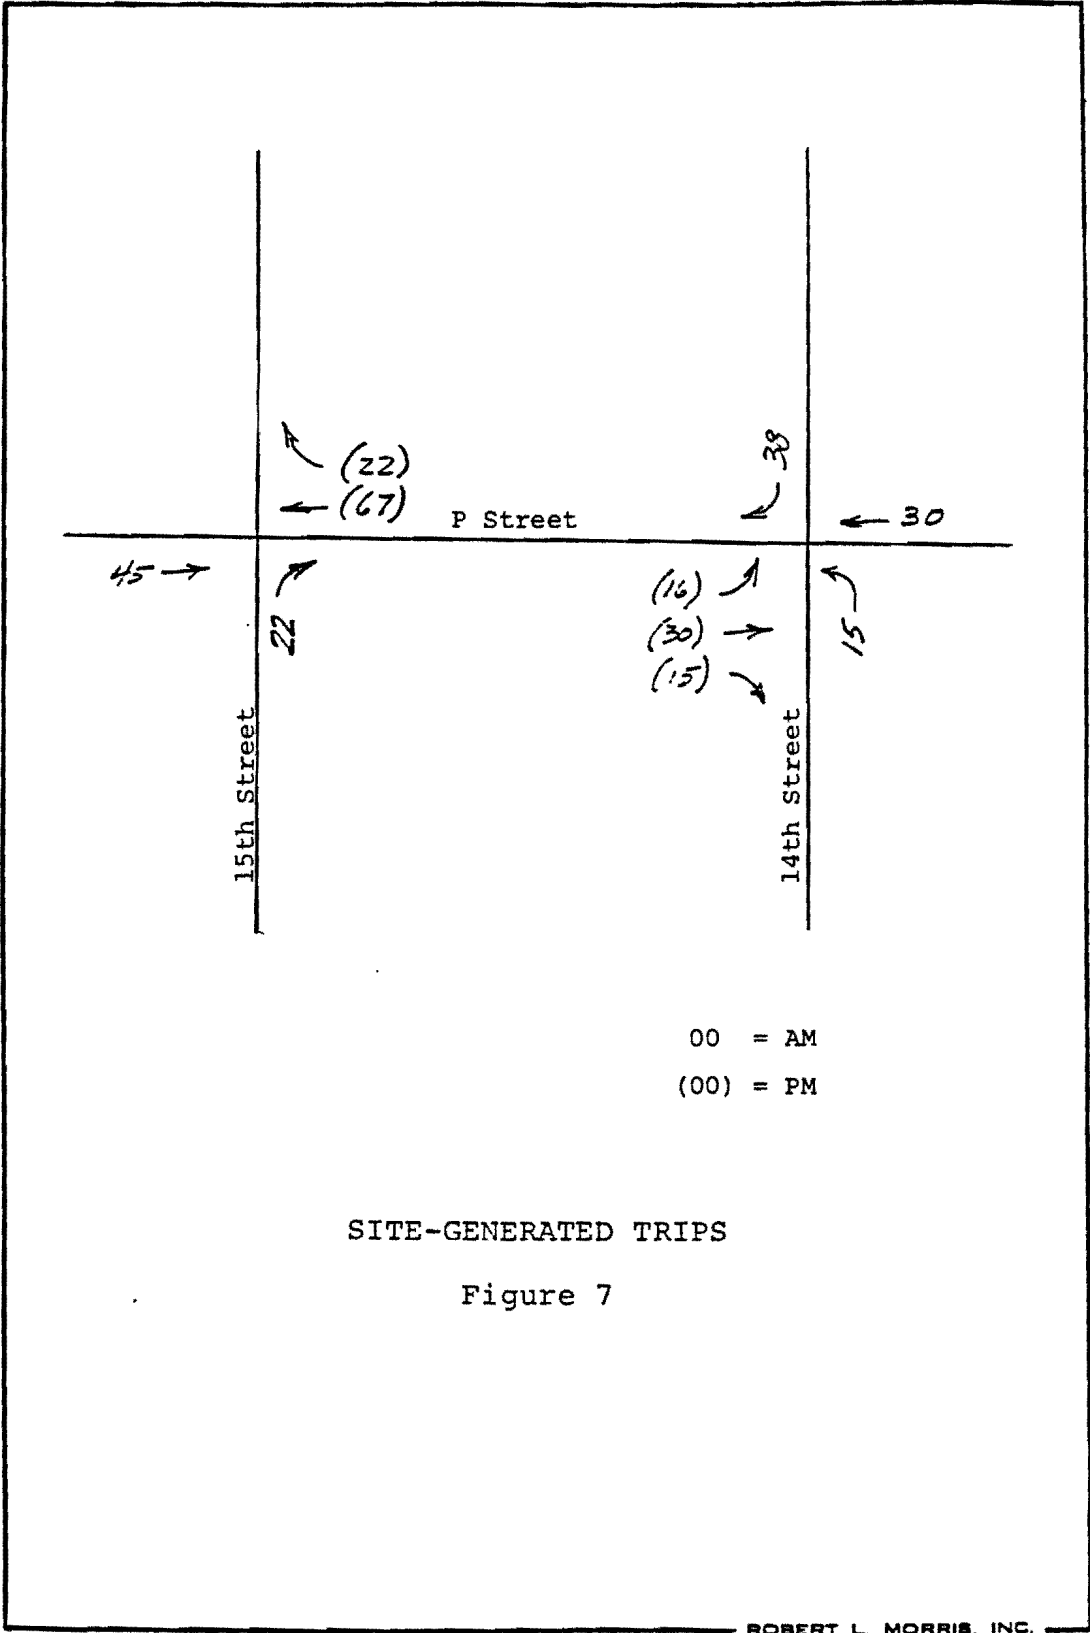 (22)
(67)
P Street
38
30
45
22
(16)
(30)
(15)
15
15th Street
14th Street
00 = AM
(00) = PM
SITE-GENERATED TRIPS
Figure 7
ROBERT L. MORRIS, INC.